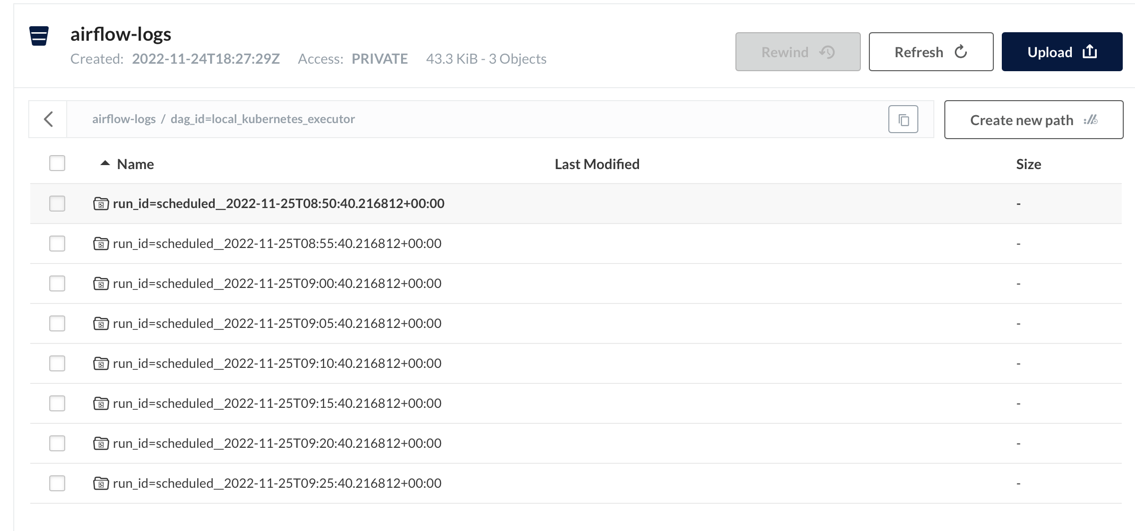 airflow-logs
Created: 2022-11-24T18:27:29Z Access: PRIVATE 43.3 KiB - 3 Objects
Rewind
Refresh
Upload
airflow-logs / dag_id=local_kubernetes_executor
Create new path
Name Last Modified Size
run_id=scheduled__2022-11-25T08:50:40.216812+00:00 -
run_id=scheduled__2022-11-25T08:55:40.216812+00:00 -
run_id=scheduled__2022-11-25T09:00:40.216812+00:00 -
run_id=scheduled__2022-11-25T09:05:40.216812+00:00 -
run_id=scheduled__2022-11-25T09:10:40.216812+00:00 -
run_id=scheduled__2022-11-25T09:15:40.216812+00:00 -
run_id=scheduled__2022-11-25T09:20:40.216812+00:00 -
run_id=scheduled__2022-11-25T09:25:40.216812+00:00 -